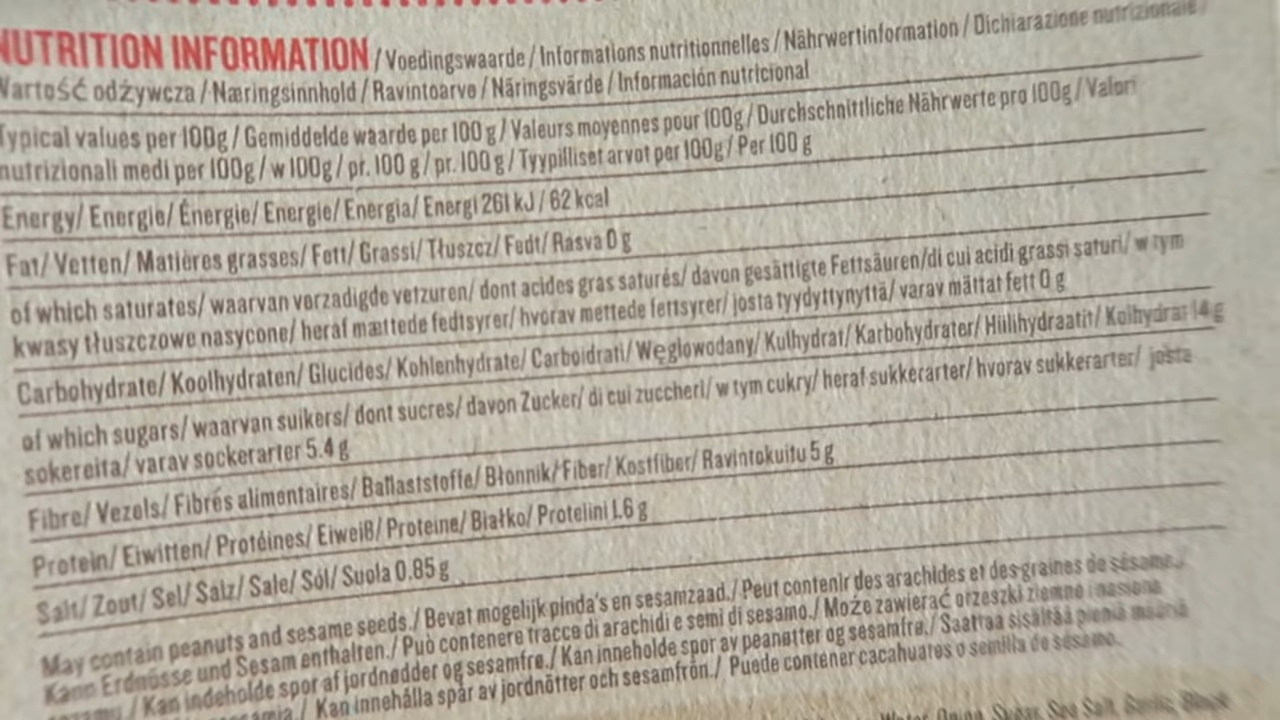 NUTRITION INFORMATION / Voedingswaarde / Informations nutritionnelles / Nährwertinformation / Dichiarazione nutrizionale /
Wartość odżywcza / Næringsinnhold / Ravintoarvo / Näringsvärde / Información nutricional
Typical values per 100g / Gemiddelde waarde per 100 g / Valeurs moyennes pour 100g / Durchschnittliche Nährwerte pro 100g / Valori
nutrizionali medi per 100g / w 100g / pr. 100 g / pr. 100 g / Tyypilliset arvot per 100g / Per 100 g
Energy/ Energie/ Énergie/ Energie/ Energia/ Energi 261 kJ / 62 kcal
Fat/ Vetten/ Matières grasses/ Fett/ Grassi/ Tłuszcz/ Fedt/ Rasva 0 g
of which saturates/ waarvan verzadigde vetzuren/ dont acides gras saturés/ davon gesättigte Fettsäuren/di cui acidi grassi saturi/ w tym
kwasy tłuszczowe nasycone/ heraf mættede fedtsyrer/ hvorav mettede fettsyrer/ josta tyydyttynyttä/ varav mättat fett 0 g
Carbohydrate/ Koolhydraten/ Glucides/ Kohlenhydrate/ Carboidrati/ Węglowodany/ Kulhydrat/ Karbohydrater/ Hiilihydraatit/ Kolhydrat 14 g
of which sugars/ waarvan suikers/ dont sucres/ davon Zucker/ di cui zuccheri/ w tym cukry/ heraf sukkerarter/ hvorav sukkerarter/ josta
sokereita/ varav sockerarter 5.4 g
Fibre/ Vezels/ Fibres alimentaires/ Ballaststoffe/ Błonnik/ Fiber/ Kostfiber/ Ravintokuitu 5 g
Protein/ Eiwitten/ Protéines/ Eiweiß/ Proteine/ Białko/ Proteiini 1.6 g
Salt/ Zout/ Sel/ Salz/ Sale/ Sól/ Suola 0.85 g
May contain peanuts and sesame seeds./ Bevat mogelijk pinda's en sesamzaad./ Peut contenir des arachides et des graines de sésame./
Kann Erdnüsse und Sesam enthalten./ Può contenere tracce di arachidi e semi di sesamo./ Może zawierać orzeszki ziemne i nasiona
sezamu / Kan indeholde spor af jordnødder og sesamfrø./ Kan inneholde spor av peanøtter og sesamfrø./ Saattaa sisältää pieniä määriä
Kan innehålla spår av jordnötter och sesamfrön./ Puede contener cacahuates o semilla de sésamo.
Water, Onion, Sugar, Sea Salt, Garlic,